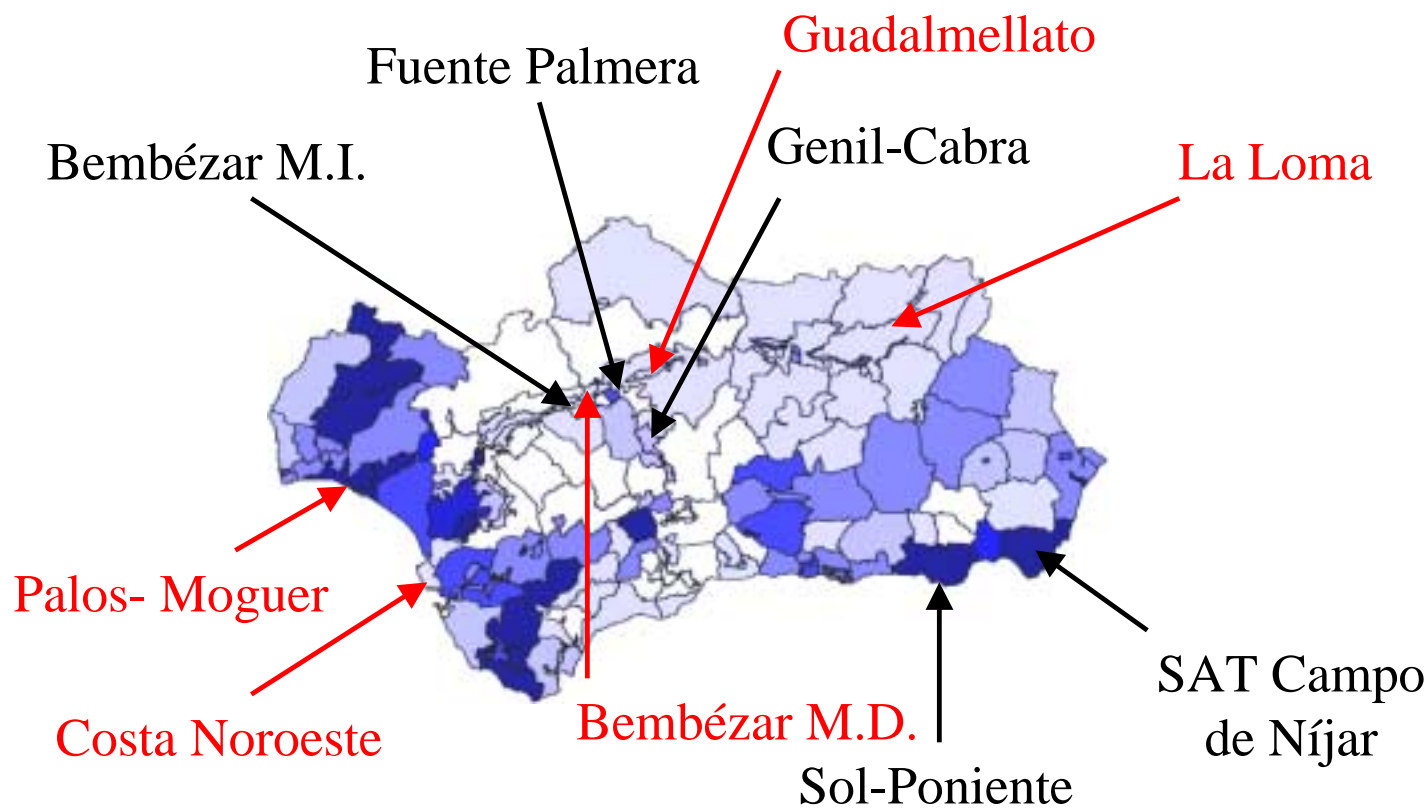 Guadalmellato
Fuente Palmera
Genil-Cabra
Bembézar M.I.
La Loma
Palos- Moguer
SAT Campo
de Níjar
Costa Noroeste
Bembézar M.D.
Sol-Poniente